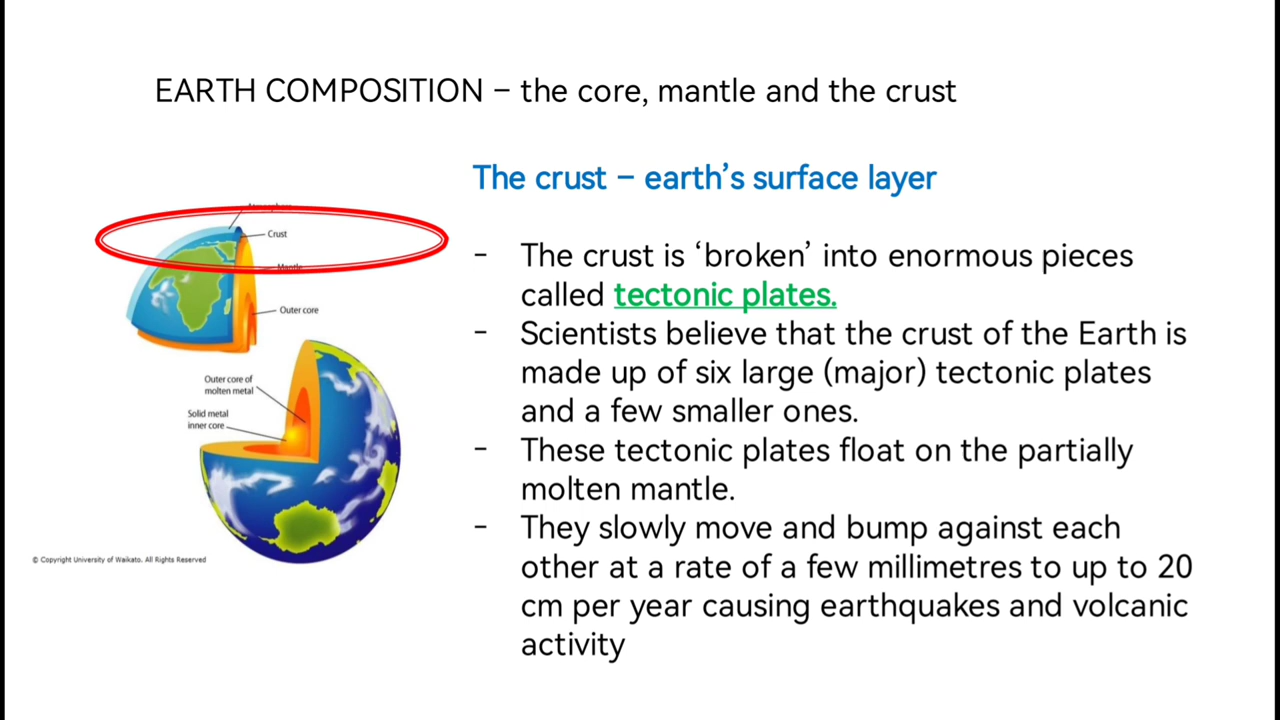 EARTH COMPOSITION – the core, mantle and the crust
The crust – earth's surface layer
Crust
Mantle
Outer core
Outer core of
molten metal
Solid metal
inner core
© Copyright University of Waikato. All Rights Reserved
- The crust is ‘broken’ into enormous pieces
called tectonic plates.
- Scientists believe that the crust of the Earth is
made up of six large (major) tectonic plates
and a few smaller ones.
- These tectonic plates float on the partially
molten mantle.
- They slowly move and bump against each
other at a rate of a few millimetres to up to 20
cm per year causing earthquakes and volcanic
activity